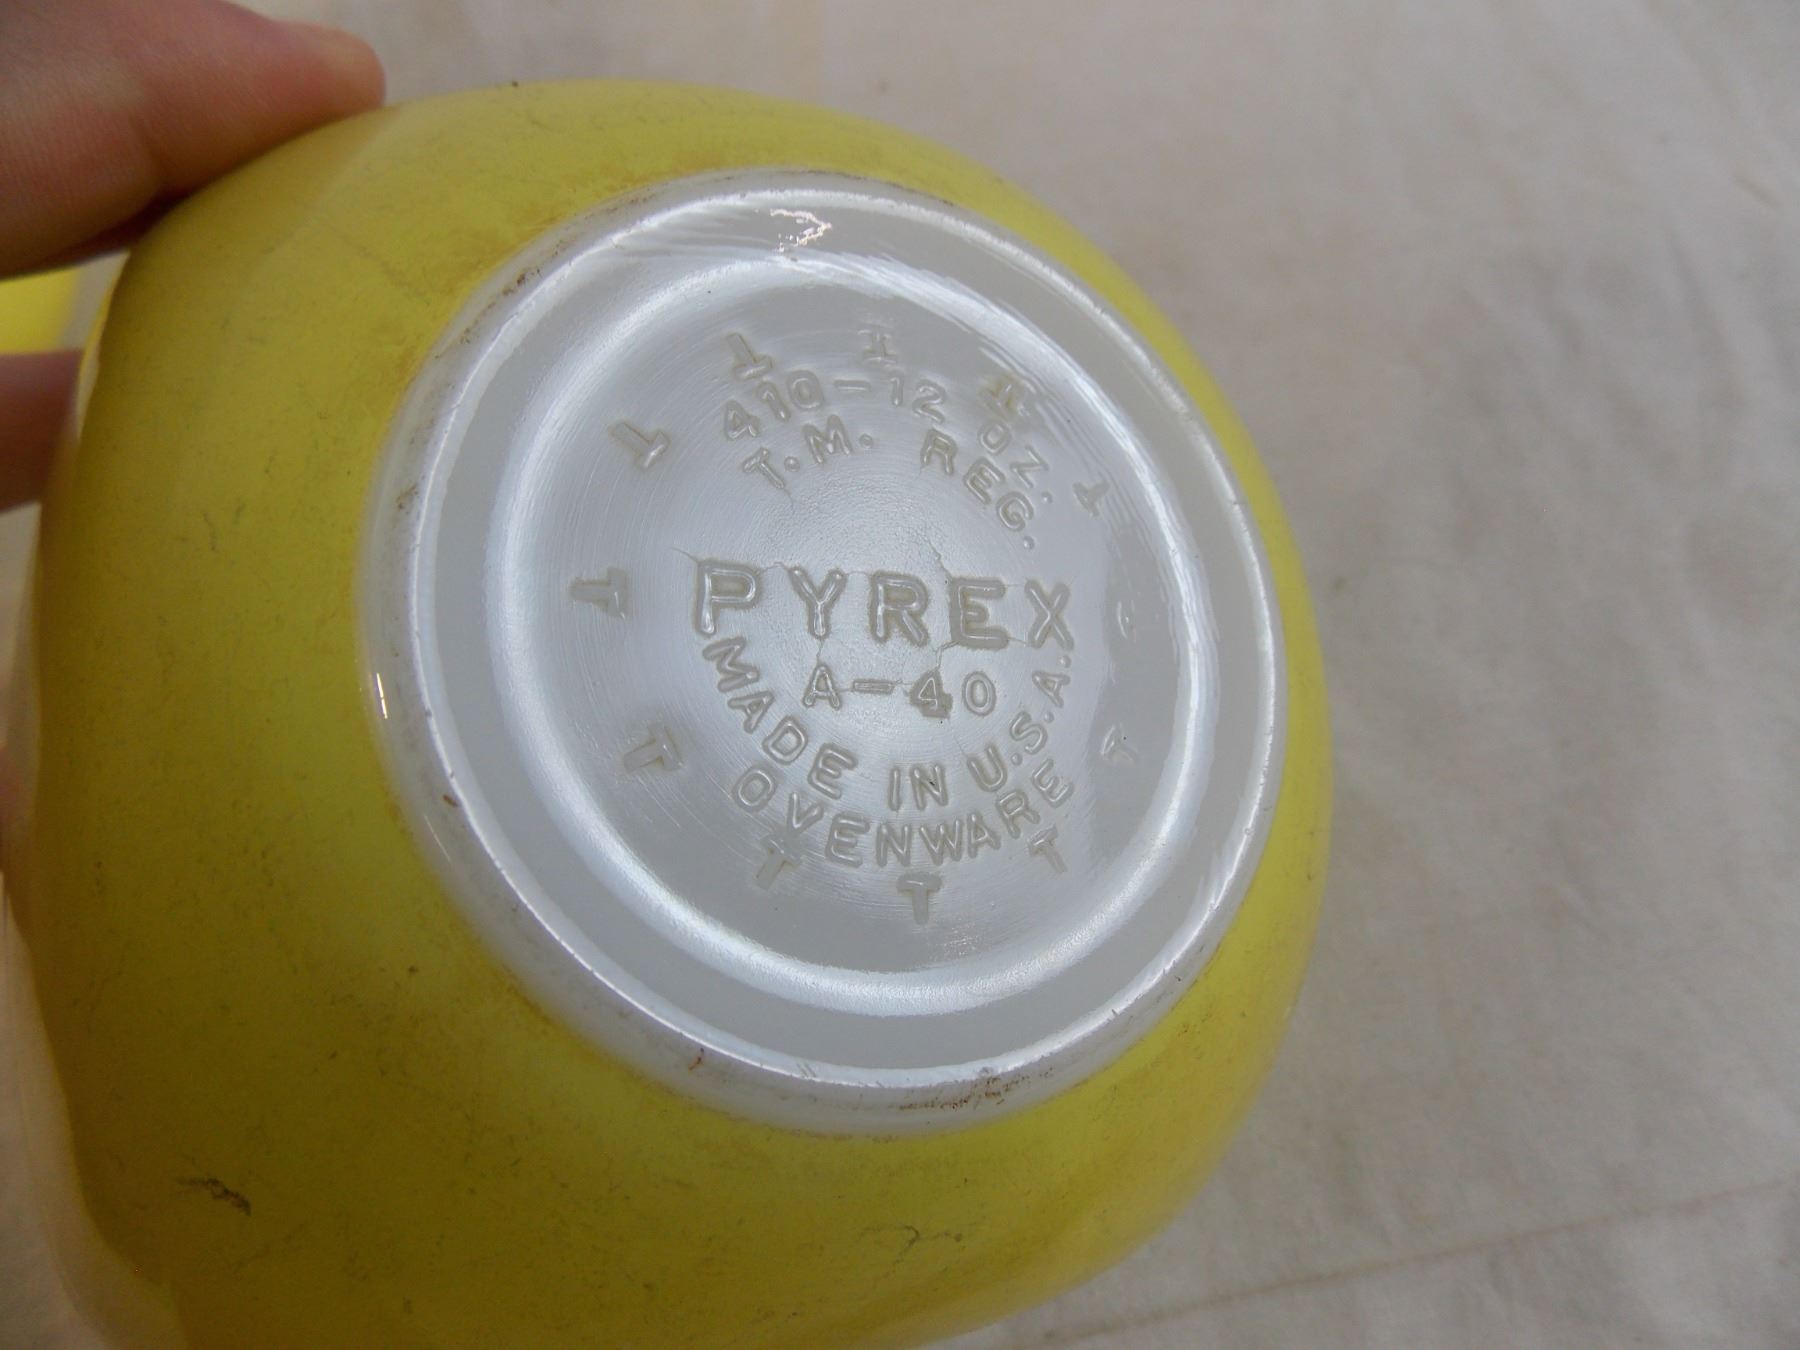 T T T T T T T T T T T
410-12 OZ.
T.M. REG.
PYREX
A-40
MADE IN U.S.A.
OVENWARE